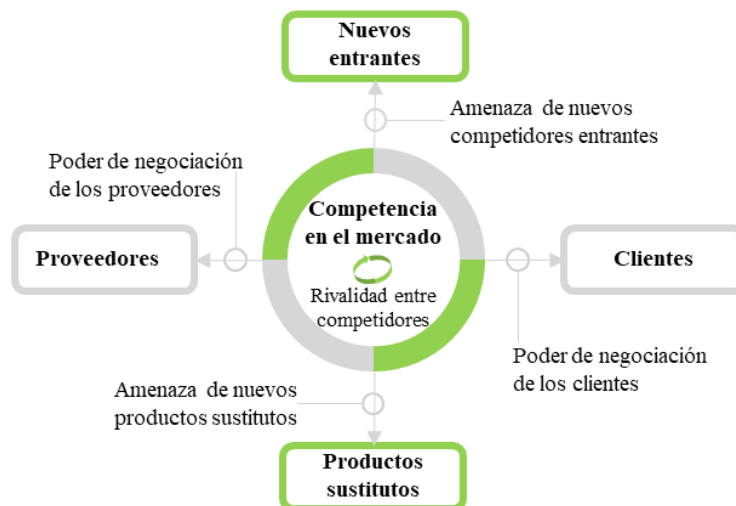 Nuevos
entrantes
Amenaza de nuevos
competidores entrantes
Poder de negociación
de los proveedores
Competencia
en el mercado
Rivalidad entre
competidores
Proveedores
Clientes
Poder de negociación
de los clientes
Amenaza de nuevos
productos sustitutos
Productos
sustitutos